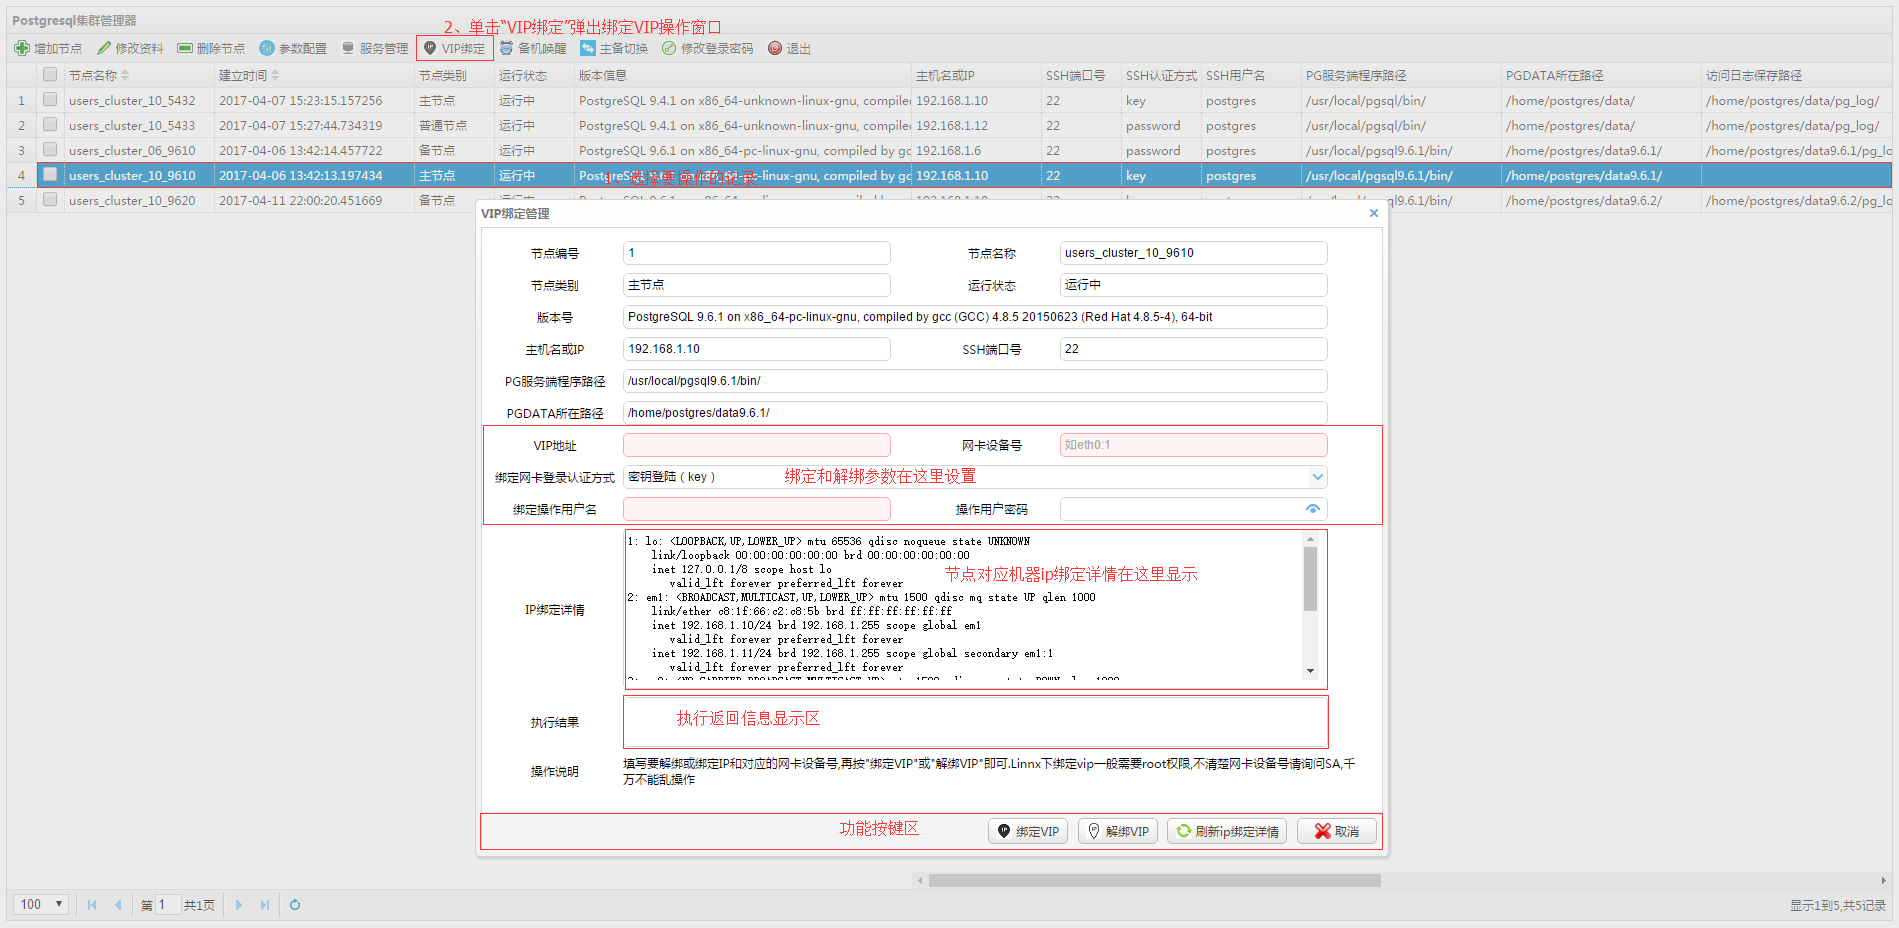 Postgresql集群管理器
2、单击“VIP绑定”弹出绑定VIP操作窗口
增加节点 修改资料 删除节点 参数配置 服务管理 VIP绑定 备机唤醒 主备切换 修改登录密码 退出
节点名称 建立时间 节点类别 运行状态 版本信息 主机名或IP SSH端口号 SSH认证方式 SSH用户名 PG服务端程序路径 PGDATA所在路径 访问日志保存路径
1 users_cluster_10_5432 2017-04-07 15:23:15.157256 主节点 运行中 PostgreSQL 9.4.1 on x86_64-unknown-linux-gnu, compiled 192.168.1.10 22 key postgres /usr/local/pgsql/bin/ /home/postgres/data/ /home/postgres/data/pg_log/
2 users_cluster_10_5433 2017-04-07 15:27:44.734319 普通节点 运行中 PostgreSQL 9.4.1 on x86_64-unknown-linux-gnu, compiled 192.168.1.12 22 password postgres /usr/local/pgsql/bin/ /home/postgres/data/ /home/postgres/data/pg_log/
3 users_cluster_06_9610 2017-04-06 13:42:14.457722 备节点 运行中 PostgreSQL 9.6.1 on x86_64-pc-linux-gnu, compiled by gc 192.168.1.6 22 password postgres /usr/local/pgsql9.6.1/bin/ /home/postgres/data9.6.1/ /home/postgres/data9.6.1/pg_lo
4 users_cluster_10_9610 2017-04-06 13:42:13.197434 主节点 运行中 PostgreSQL 9.6.1 on x86_64-pc-linux-gnu, compiled by gc 192.168.1.10 22 key postgres /usr/local/pgsql9.6.1/bin/ /home/postgres/data9.6.1/
1、选择要操作的记录
5 users_cluster_10_9620 2017-04-11 22:00:20.451669 备节点 /home/postgres/data9.6.2/ /home/postgres/data9.6.2/pg_lo
VIP绑定管理
节点编号 1 节点名称 users_cluster_10_9610
节点类别 主节点 运行状态 运行中
版本号 PostgreSQL 9.6.1 on x86_64-pc-linux-gnu, compiled by gcc (GCC) 4.8.5 20150623 (Red Hat 4.8.5-4), 64-bit
主机名或IP 192.168.1.10 SSH端口号 22
PG服务端程序路径 /usr/local/pgsql9.6.1/bin/
PGDATA所在路径 /home/postgres/data9.6.1/
VIP地址 网卡设备号 如eth0:1
绑定网卡登录认证方式 密钥登陆（key） 绑定和解绑参数在这里设置
绑定操作用户名 操作用户密码
1: lo: <LOOPBACK,UP,LOWER_UP> mtu 65536 qdisc noqueue state UNKNOWN
link/loopback 00:00:00:00:00:00 brd 00:00:00:00:00:00
inet 127.0.0.1/8 scope host lo
节点对应机器ip绑定详情在这里显示
valid_lft forever preferred_lft forever
2: em1: <BROADCAST,MULTICAST,UP,LOWER_UP> mtu 1500 qdisc mq state UP qlen 1000
IP绑定详情
link/ether c8:1f:66:c2:c8:5b brd ff:ff:ff:ff:ff:ff
inet 192.168.1.10/24 brd 192.168.1.255 scope global em1
valid_lft forever preferred_lft forever
inet 192.168.1.11/24 brd 192.168.1.255 scope global secondary em1:1
valid_lft forever preferred_lft forever
执行结果 执行返回信息显示区
操作说明 填写要解绑或绑定IP和对应的网卡设备号,再按"绑定VIP"或"解绑VIP"即可.Linnx下绑定vip一般需要root权限,不清楚网卡设备号请询问SA,千
万不能乱操作
功能按键区 绑定VIP 解绑VIP 刷新ip绑定详情 取消
100 第 1 共1页 显示1到5,共5记录